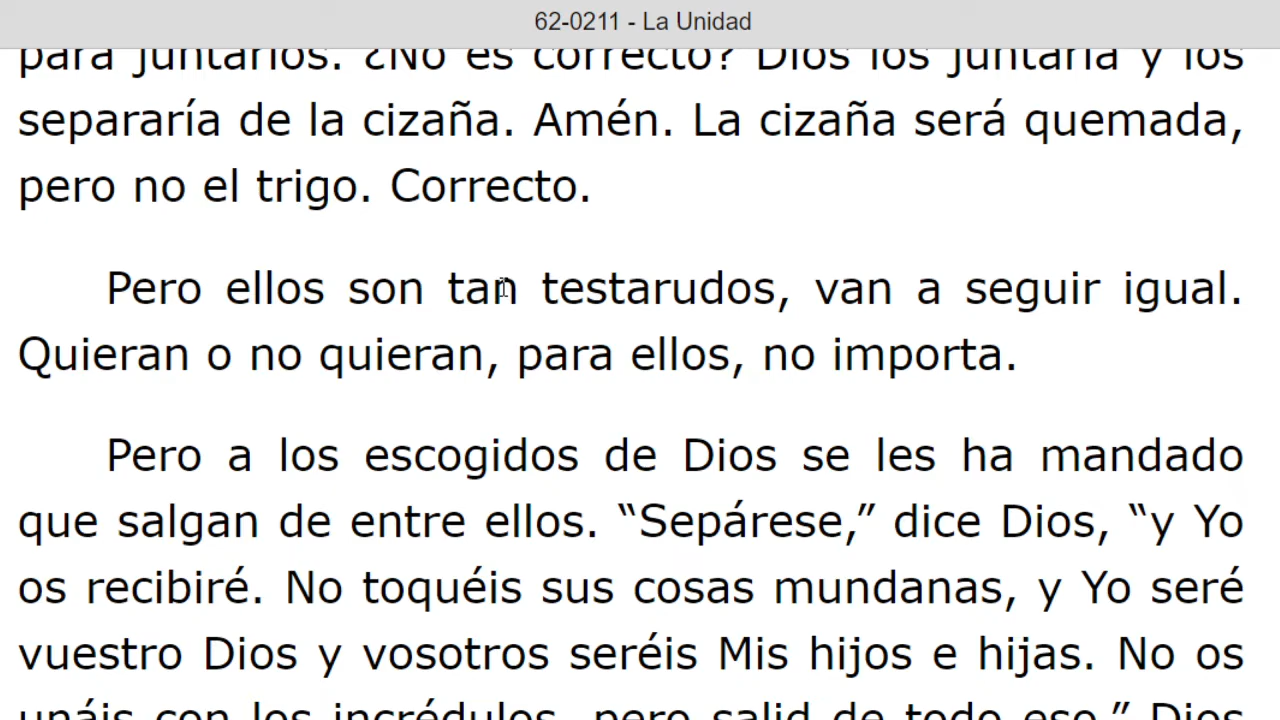 62-0211 - La Unidad
para juntarlos. ¿No es correcto? Dios los juntaría y los
separaría de la cizaña. Amén. La cizaña será quemada,
pero no el trigo. Correcto.
Pero ellos son tan testarudos, van a seguir igual.
Quieran o no quieran, para ellos, no importa.
Pero a los escogidos de Dios se les ha mandado
que salgan de entre ellos. “Sepárese,” dice Dios, “y Yo
os recibiré. No toquéis sus cosas mundanas, y Yo seré
vuestro Dios y vosotros seréis Mis hijos e hijas. No os
unáis con los incrédulos, pero salid de todo eso.” Dios